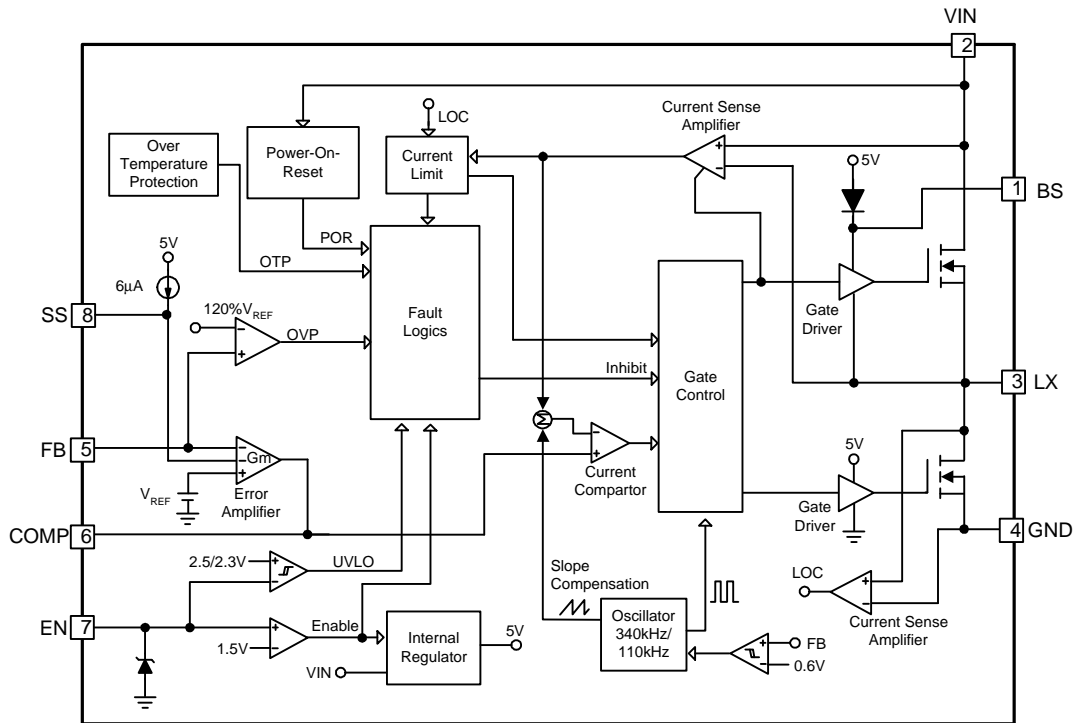 VIN
2
LOC
Current Sense
Amplifier
Over
Temperature
Protection
Power-On-
Reset
Current
Limit
5V
1
BS
POR
OTP
5V
6µA
SS
8
120%VREF
OVP
Fault
Logics
Gate
Driver
Inhibit
Gate
Control
3
LX
Σ
FB
5
Gm
Error
Amplifier
VREF
Current
Compartor
5V
Gate
Driver
COMP
6
4
GND
2.5/2.3V
UVLO
Slope
Compensation
LOC
EN
7
Enable
1.5V
Internal
Regulator
5V
VIN
Oscillator
340kHz/
110kHz
FB
0.6V
Current Sense
Amplifier